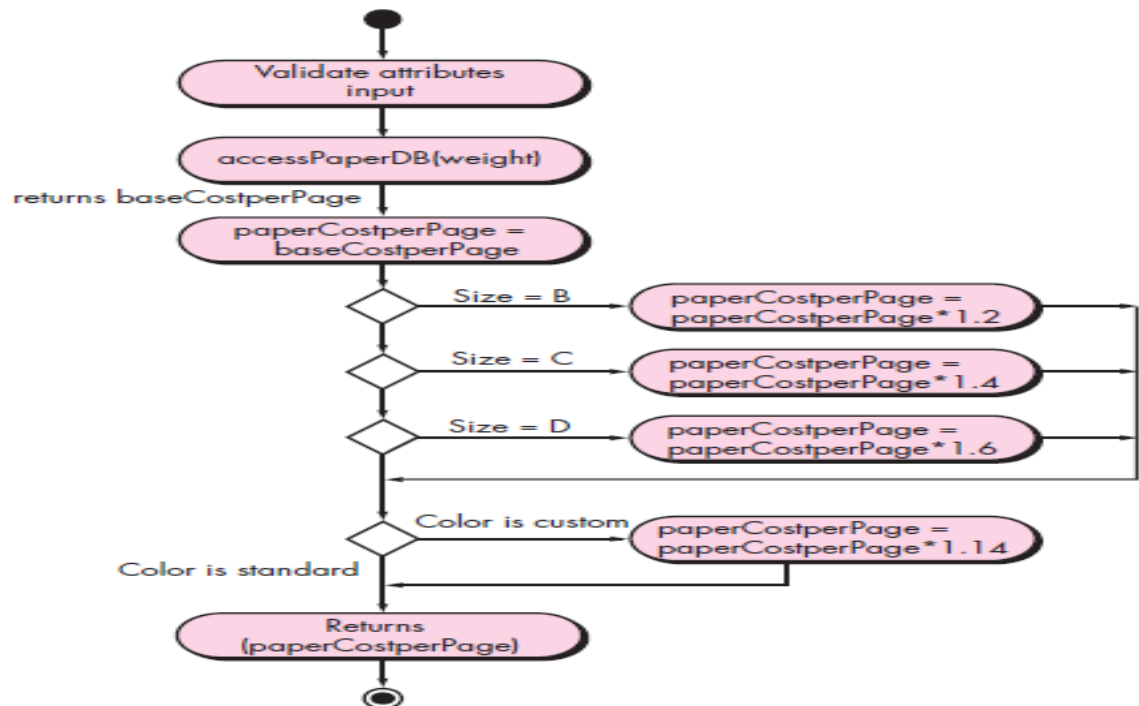 Validate attributes
input
accessPaperDB(weight)
returns baseCostperPage
paperCostperPage =
baseCostperPage
Size = B
paperCostperPage =
paperCostperPage*1.2
Size = C
paperCostperPage =
paperCostperPage*1.4
Size = D
paperCostperPage =
paperCostperPage*1.6
Color is custom
paperCostperPage =
paperCostperPage*1.14
Color is standard
Returns
(paperCostperPage)